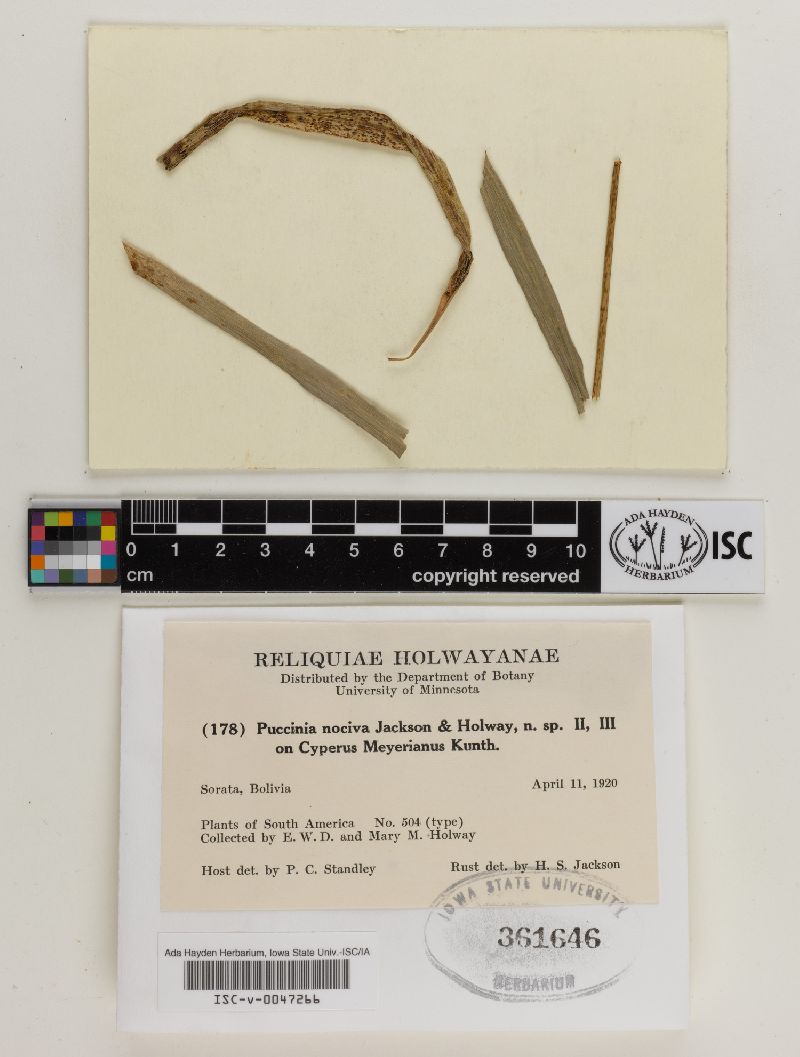 0 1 2 3 4 5 6 7 8 9 10
cm
copyright reserved
ADA HAYDEN
HERBARIUM
ISC
RELIQUIAE HOLWAYANAE
Distributed by the Department of Botany
University of Minnesota
(178) Puccinia nociva Jackson & Holway, n. sp. II, III
on Cyperus Meyerianus Kunth.
Sorata, Bolivia April 11, 1920
Plants of South America No. 504 (type)
Collected by E. W. D. and Mary M. Holway
Host det. by P. C. Standley Rust det. by H. S. Jackson
IOWA STATE UNIVERSITY
361646
HERBARIUM
Ada Hayden Herbarium, Iowa State Univ.-ISC/IA
ISC-v-0047266